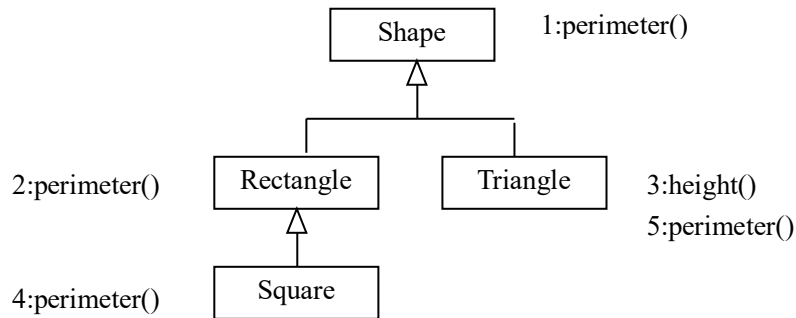 Shape
1:perimeter()
2:perimeter()
Rectangle
Triangle
3:height()
5:perimeter()
4:perimeter()
Square